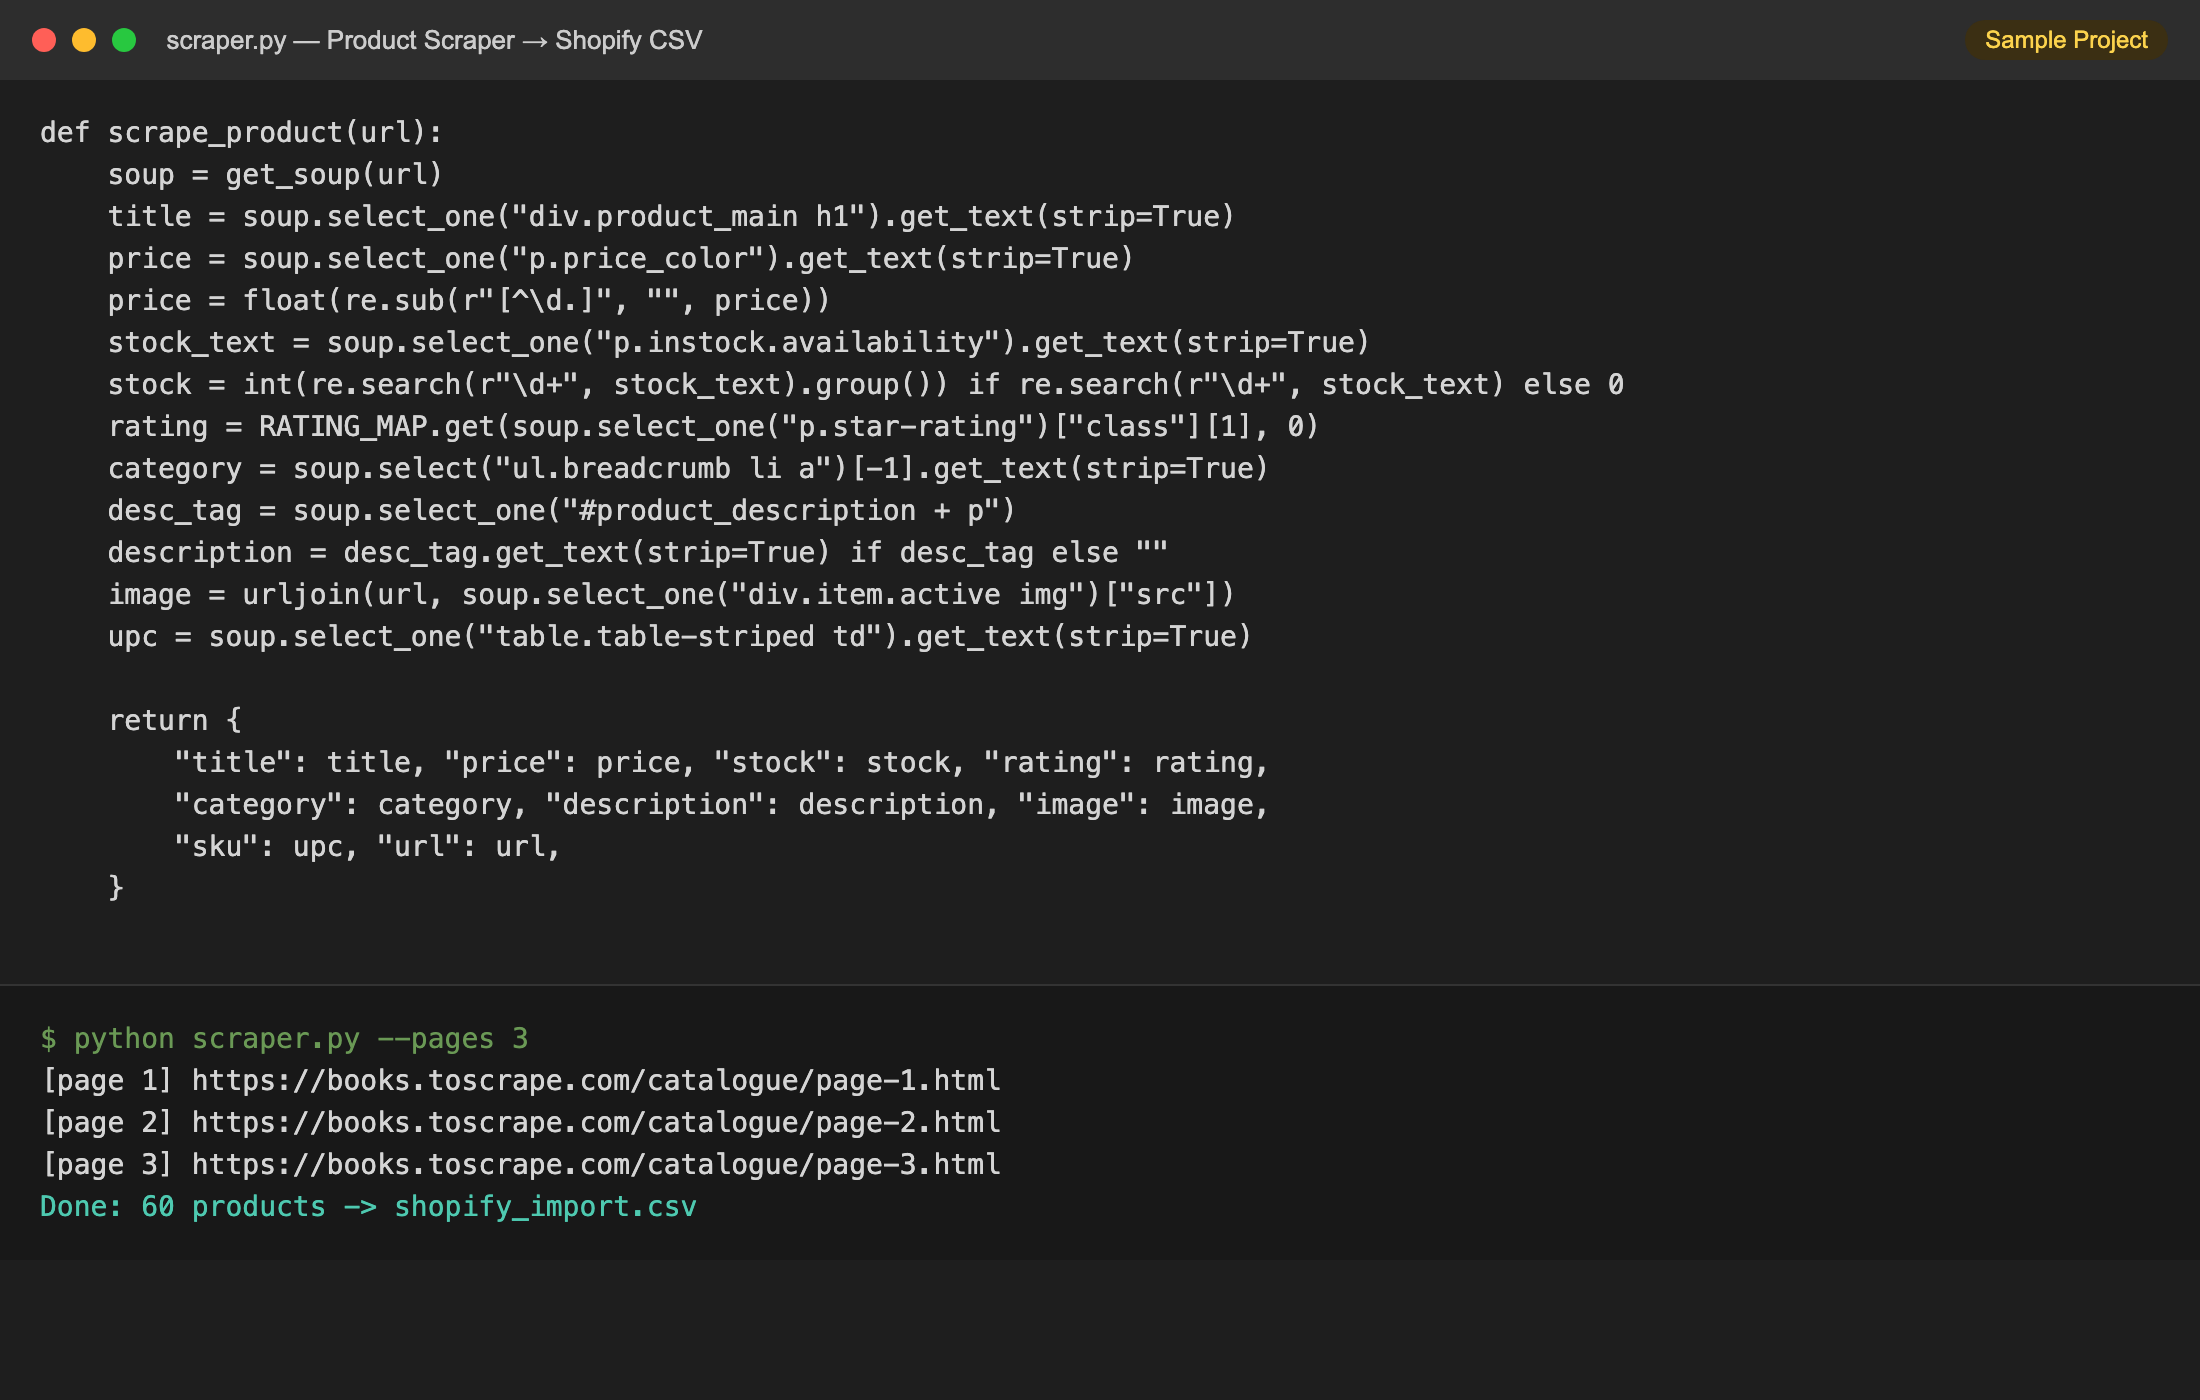 scraper.py — Product Scraper → Shopify CSV
Sample Project
def scrape_product(url):
    soup = get_soup(url)
    title = soup.select_one("div.product_main h1").get_text(strip=True)
    price = soup.select_one("p.price_color").get_text(strip=True)
    price = float(re.sub(r"[^\d.]", "", price))
    stock_text = soup.select_one("p.instock.availability").get_text(strip=True)
    stock = int(re.search(r"\d+", stock_text).group()) if re.search(r"\d+", stock_text) else 0
    rating = RATING_MAP.get(soup.select_one("p.star-rating")["class"][1], 0)
    category = soup.select("ul.breadcrumb li a")[-1].get_text(strip=True)
    desc_tag = soup.select_one("#product_description + p")
    description = desc_tag.get_text(strip=True) if desc_tag else ""
    image = urljoin(url, soup.select_one("div.item.active img")["src"])
    upc = soup.select_one("table.table-striped td").get_text(strip=True)
    return {
        "title": title, "price": price, "stock": stock, "rating": rating,
        "category": category, "description": description, "image": image,
        "sku": upc, "url": url,
    }
$ python scraper.py --pages 3
[page 1] https://books.toscrape.com/catalogue/page-1.html
[page 2] https://books.toscrape.com/catalogue/page-2.html
[page 3] https://books.toscrape.com/catalogue/page-3.html
Done: 60 products -> shopify_import.csv